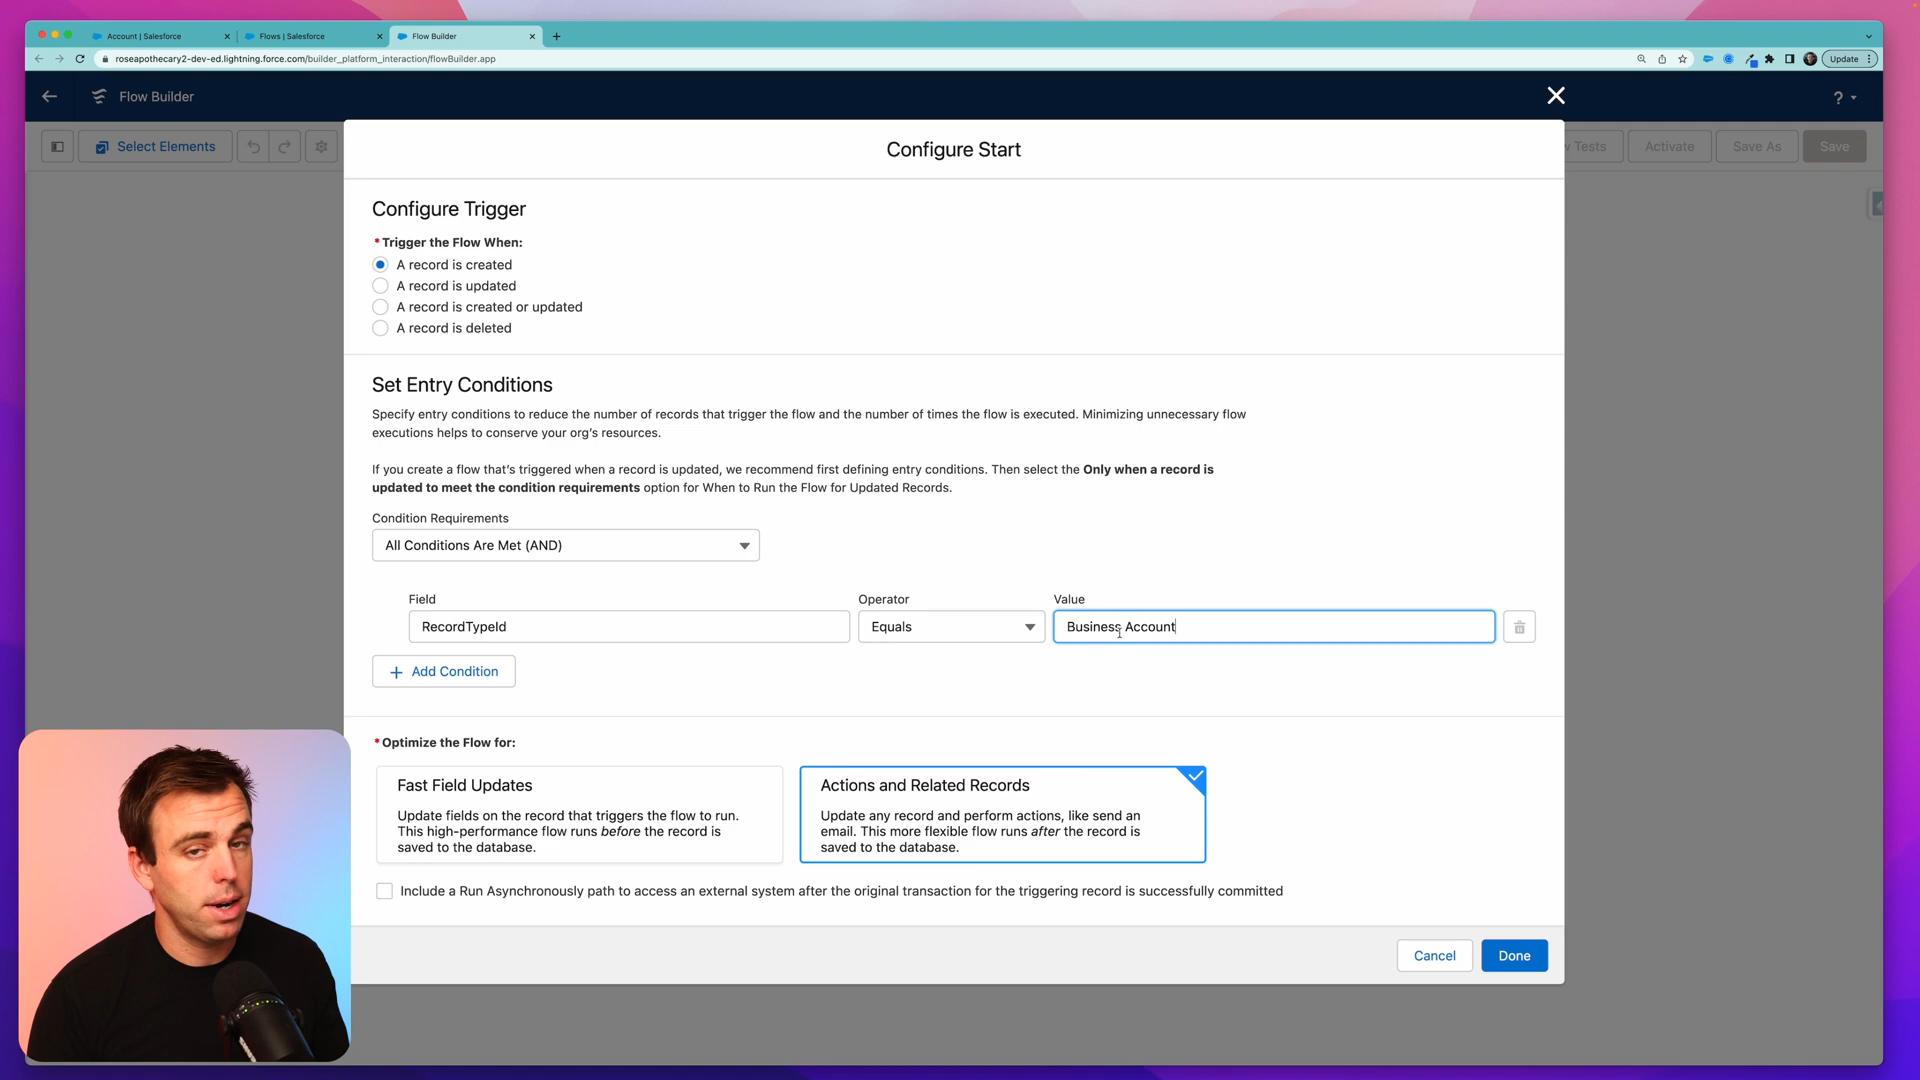 Account | Salesforce
Flows | Salesforce
Flow Builder
roseapothecary2-dev-ed.lightning.force.com/builder_platform_interaction/flowBuilder.app
Update
Flow Builder
?
Select Elements
Tests
Activate
Save As
Save
Configure Start
Configure Trigger
*Trigger the Flow When:
A record is created
A record is updated
A record is created or updated
A record is deleted
Set Entry Conditions
Specify entry conditions to reduce the number of records that trigger the flow and the number of times the flow is executed. Minimizing unnecessary flow
executions helps to conserve your org's resources.
If you create a flow that's triggered when a record is updated, we recommend first defining entry conditions. Then select the Only when a record is
updated to meet the condition requirements option for When to Run the Flow for Updated Records.
Condition Requirements
All Conditions Are Met (AND)
Field
Operator
Value
RecordTypeId
Equals
Business Account
+ Add Condition
*Optimize the Flow for:
Fast Field Updates
Update fields on the record that triggers the flow to run.
This high-performance flow runs before the record is
saved to the database.
Actions and Related Records
Update any record and perform actions, like send an
email. This more flexible flow runs after the record is
saved to the database.
Include a Run Asynchronously path to access an external system after the original transaction for the triggering record is successfully committed
Cancel
Done